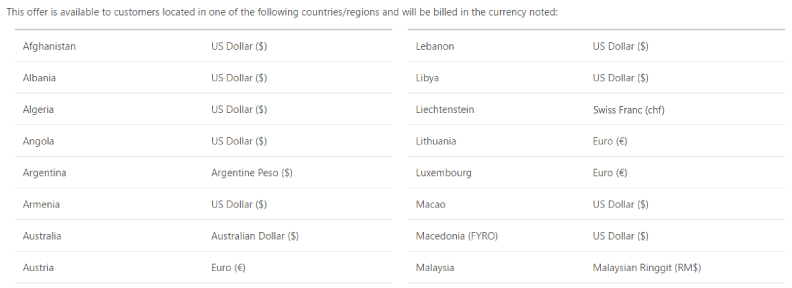 This offer is available to customers located in one of the following countries/regions and will be billed in the currency noted:
Afghanistan US Dollar ($) Lebanon US Dollar ($)
Albania US Dollar ($) Libya US Dollar ($)
Algeria US Dollar ($) Liechtenstein Swiss Franc (chf)
Angola US Dollar ($) Lithuania Euro (€)
Argentina Argentine Peso ($) Luxembourg Euro (€)
Armenia US Dollar ($) Macao US Dollar ($)
Australia Australian Dollar ($) Macedonia (FYRO) US Dollar ($)
Austria Euro (€) Malaysia Malaysian Ringgit (RM$)